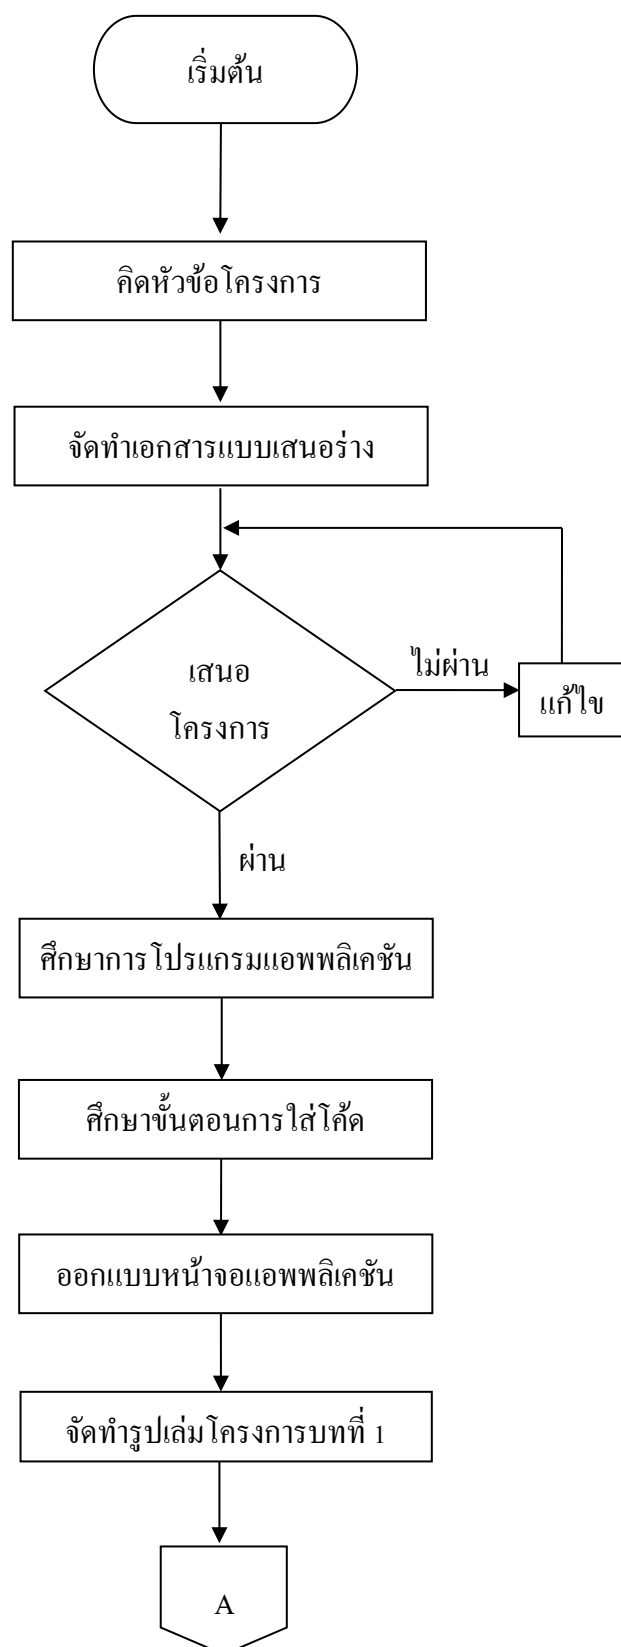 เริ่มต้น
คิดหัวข้อโครงการ
จัดทำเอกสารแบบเสนอร่าง
เสนอ
โครงการ
ไม่ผ่าน
แก้ไข
ผ่าน
ศึกษาการโปรแกรมแอพพลิเคชัน
ศึกษาขั้นตอนการใส่โค้ด
ออกแบบหน้าจอแอพพลิเคชัน
จัดทำรูปเล่มโครงการบทที่ 1
A